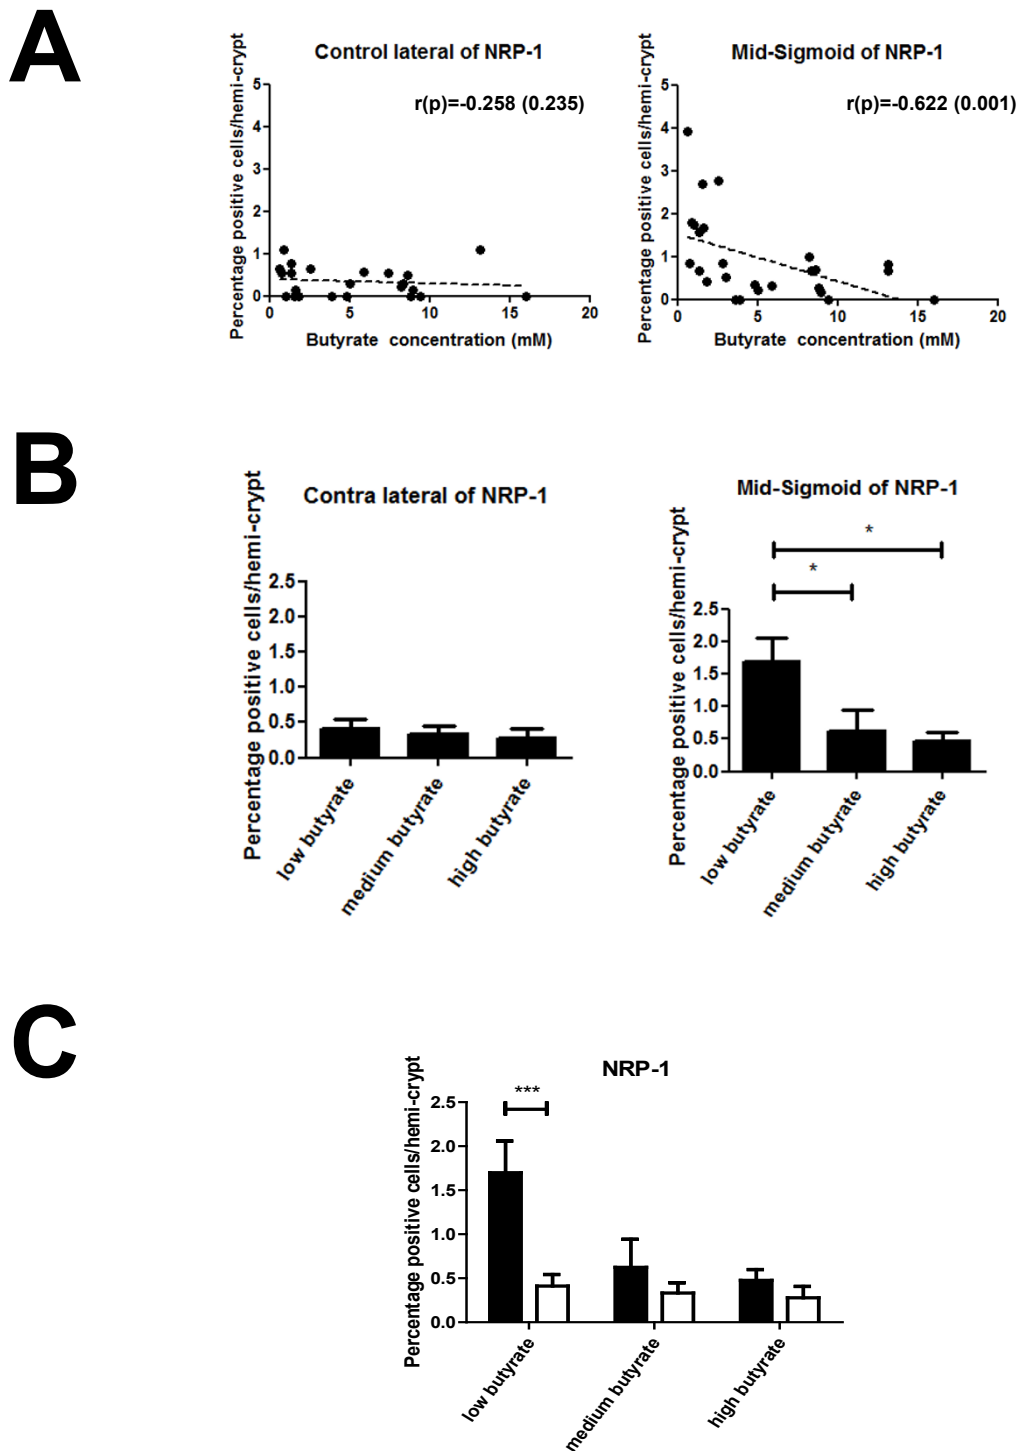 A
Control lateral of NRP-1
r(p)=-0.258 (0.235)
Percentage positive cells/hemi-crypt
5
4
3
2
1
0
0 5 10 15 20
Butyrate concentration (mM)
Mid-Sigmoid of NRP-1
r(p)=-0.622 (0.001)
Percentage positive cells/hemi-crypt
5
4
3
2
1
0
0 5 10 15 20
Butyrate concentration (mM)
B
Contra lateral of NRP-1
Percentage positive cells/hemi-crypt
2.5
2.0
1.5
1.0
0.5
0.0
low butyrate
medium butyrate
high butyrate
Mid-Sigmoid of NRP-1
*
*
Percentage positive cells/hemi-crypt
2.5
2.0
1.5
1.0
0.5
0.0
low butyrate
medium butyrate
high butyrate
C
NRP-1
***
Percentage positive cells/hemi-crypt
2.5
2.0
1.5
1.0
0.5
0.0
low butyrate
medium butyrate
high butyrate